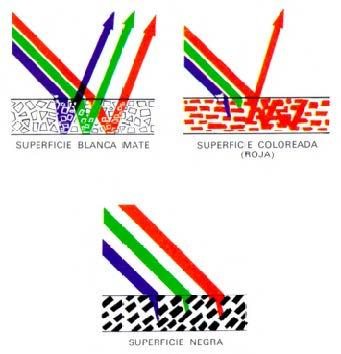 SUPERFICIE BLANCA MATE
SUPERFICIE COLOREADA
(ROJA)
SUPERFICIE NEGRA